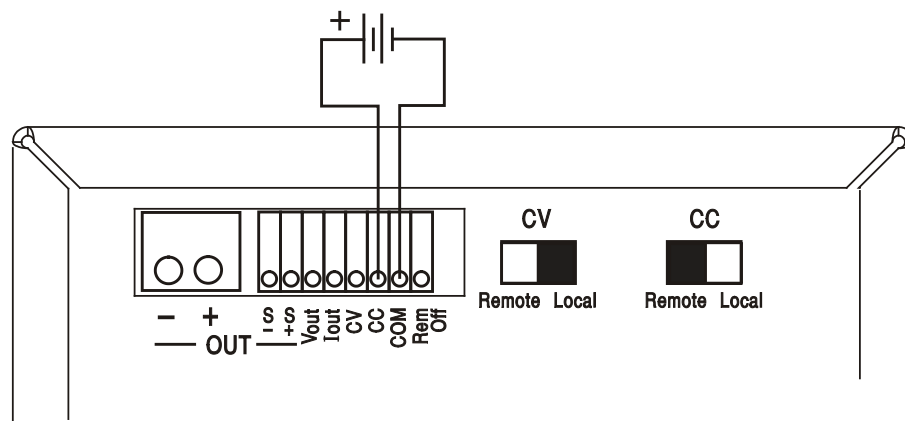 +
CV CC
Remote Local Remote Local
− + S − S + Vout Iout CV CC COM Rem Off
OUT